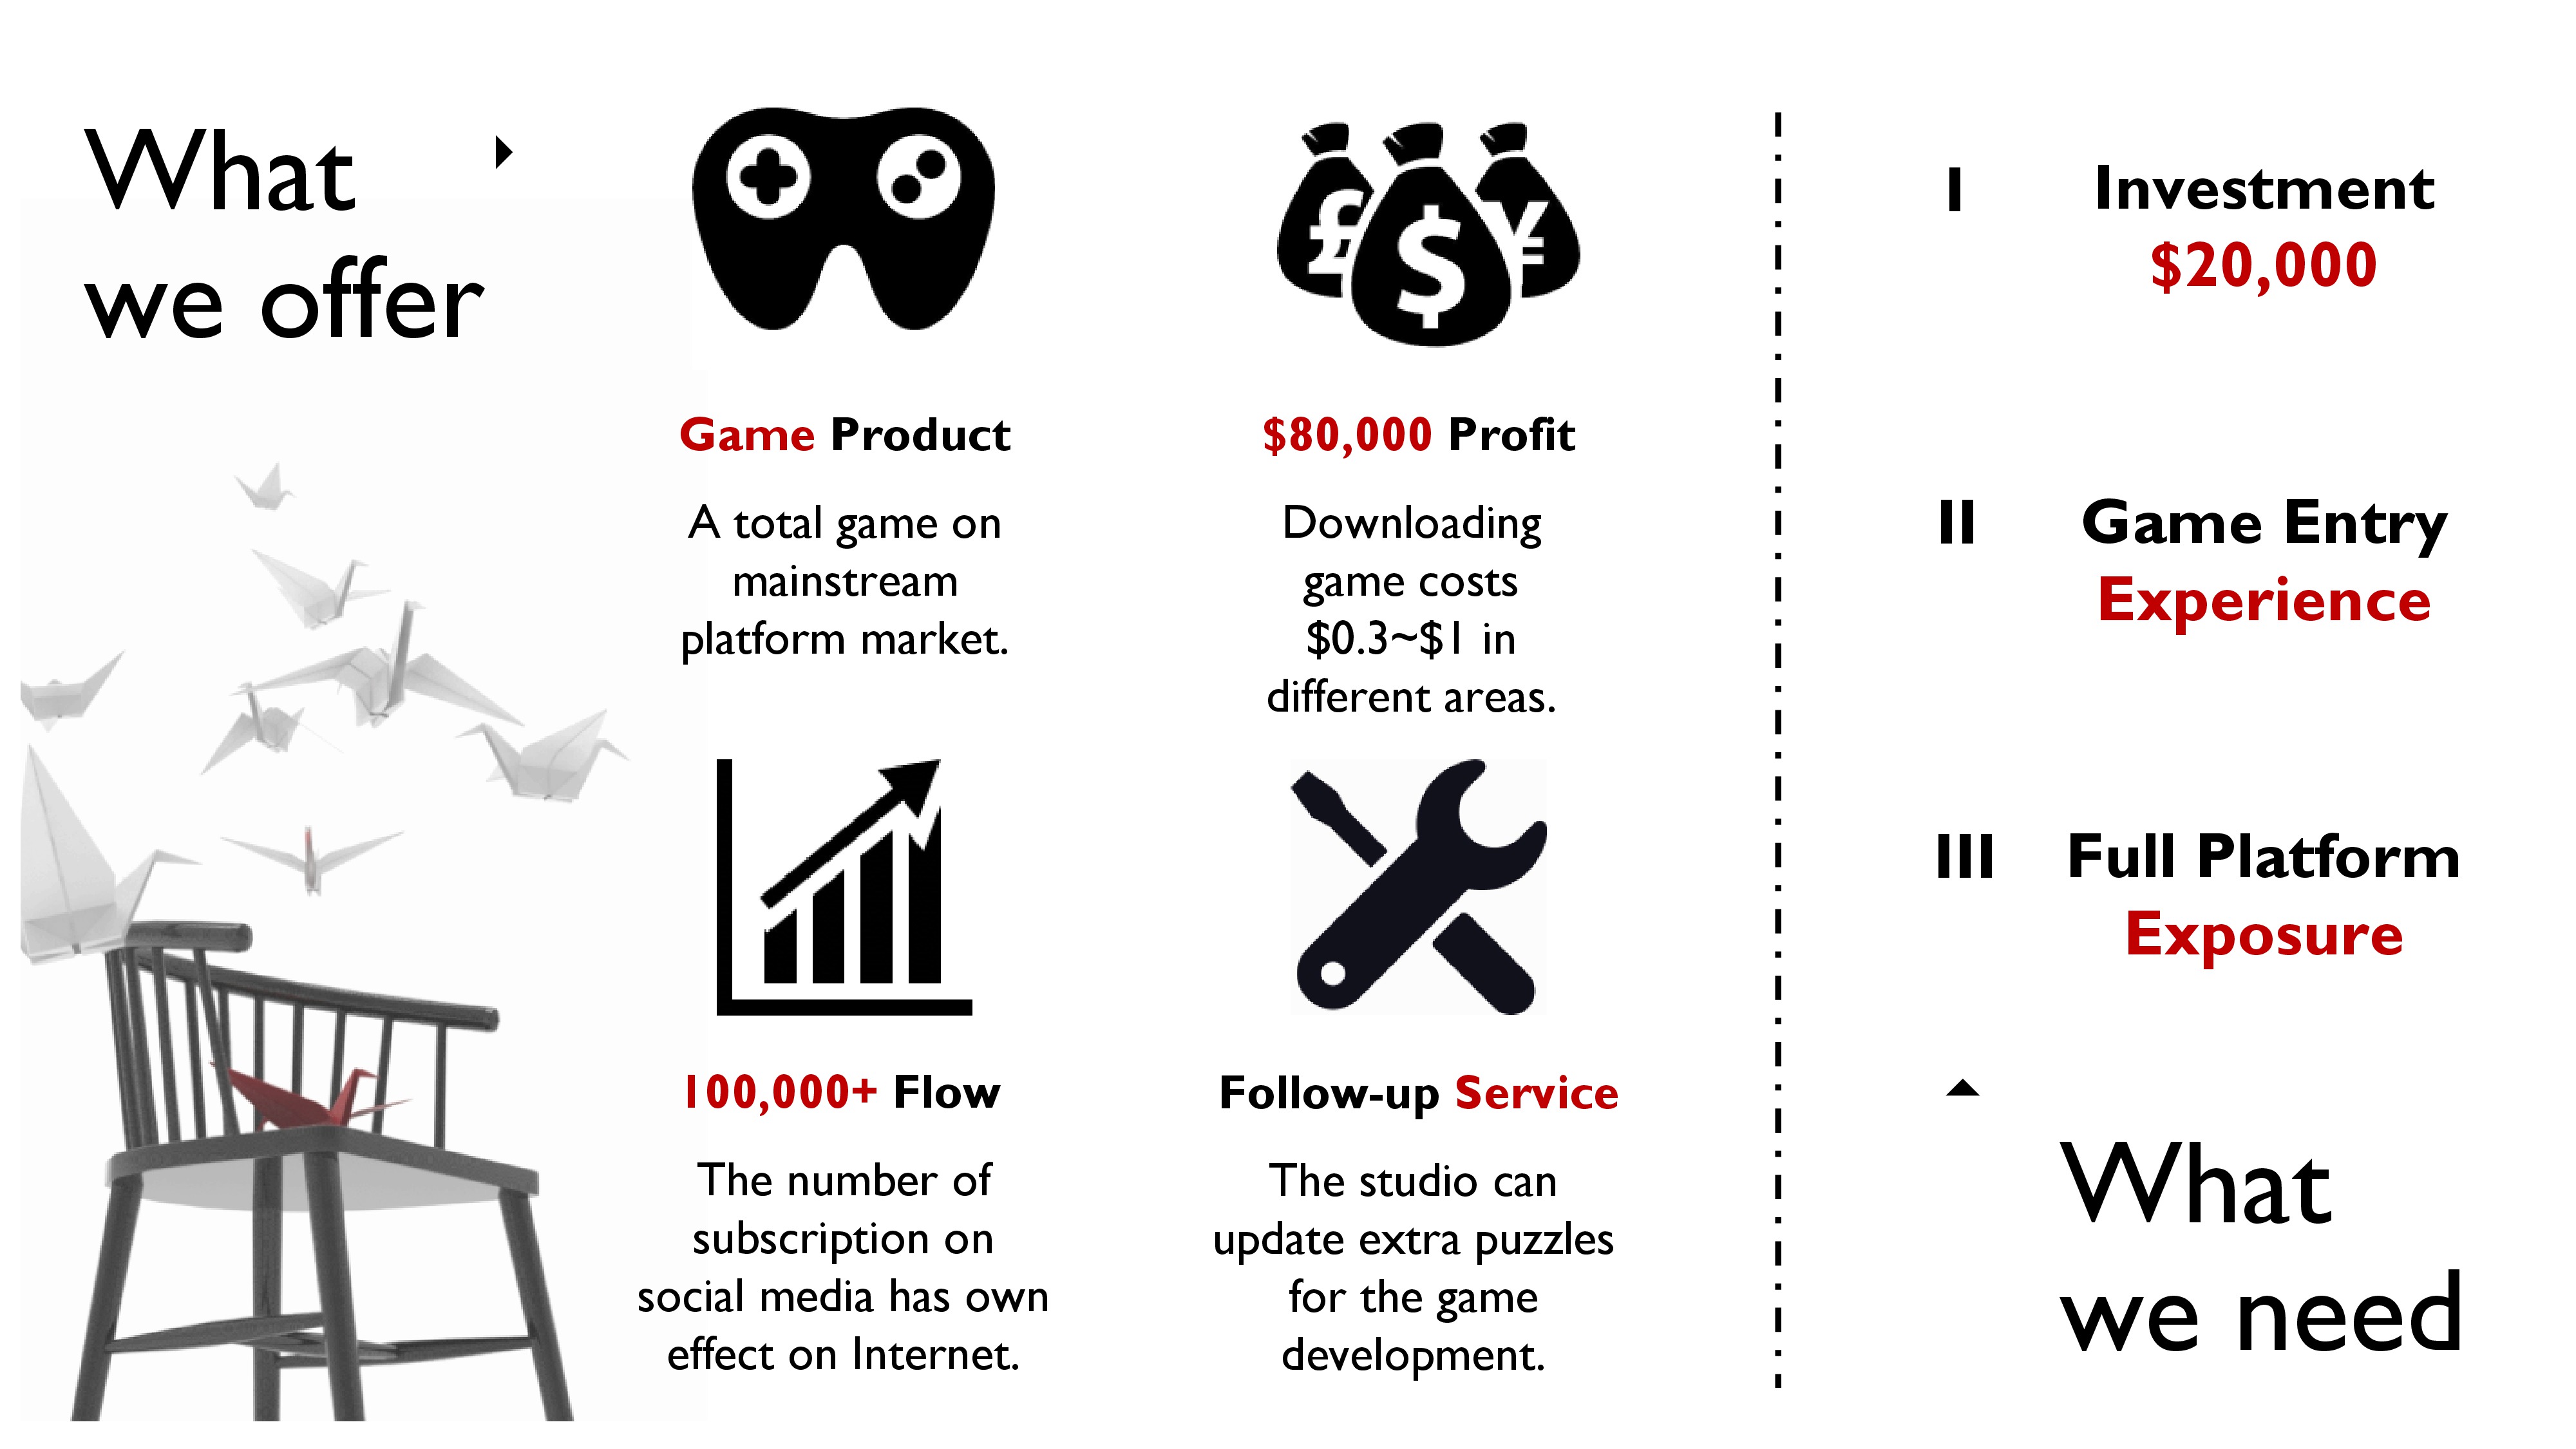 What
we offer
Game Product
A total game on
mainstream
platform market.
$80,000 Profit
Downloading
game costs
$0.3~$1 in
different areas.
100,000+ Flow
The number of
subscription on
social media has own
effect on Internet.
Follow-up Service
The studio can
update extra puzzles
for the game
development.
I Investment
$20,000
II Game Entry
Experience
III Full Platform
Exposure
What
we need
£ $ ¥